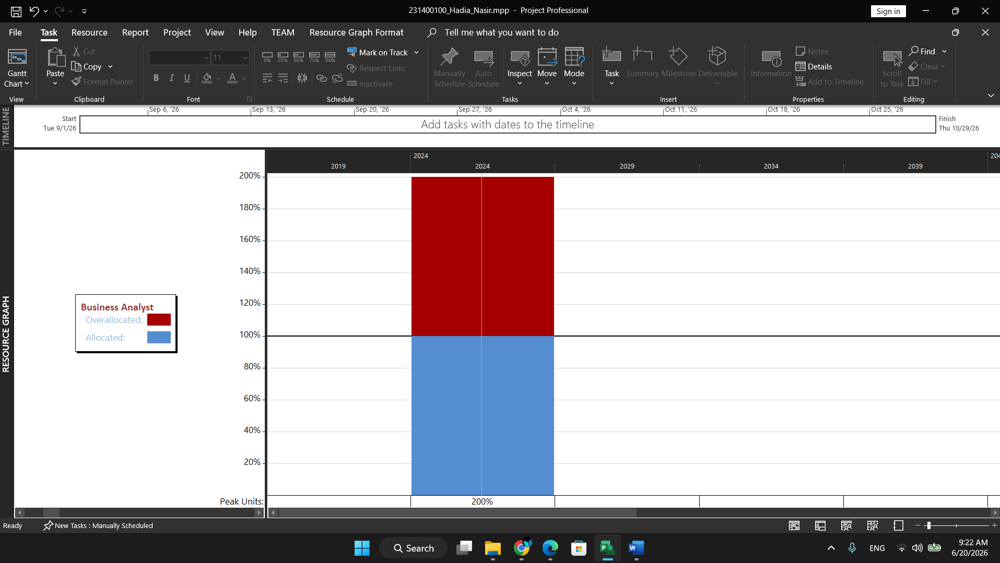 231400100_Hadia_Nasir.mpp - Project Professional
Sign in
File Task Resource Report Project View Help TEAM Resource Graph Format Tell me what you want to do
Gantt
Chart
View
Paste
Cut
Copy
Format Painter
Clipboard
11
B I U A
Font
0% 25% 50% 75% 100%
Mark on Track
Respect Links
Inactivate
Schedule
Manually
Schedule
Auto
Schedule
Inspect
Move
Mode
Tasks
Task
Summary
Milestone
Deliverable
Insert
Information
Notes
Details
Add to Timeline
Properties
Scroll
to Task
Find
Clear
Fill
Editing
TIMELINE
Sep 6, '26 Sep 13, '26 Sep 20, '26 Sep 27, '26 Oct 4, '26 Oct 11, '26 Oct 18, '26 Oct 25, '26
Start
Tue 9/1/26
Add tasks with dates to the timeline
Finish
Thu 10/29/26
RESOURCE GRAPH
2024 204
2019 2024 2029 2034 2039
200%
180%
160%
140%
120%
100%
80%
60%
40%
20%
Business Analyst
Overallocated:
Allocated:
Peak Units: 200%
Ready New Tasks : Manually Scheduled
Search
ENG
9:22 AM
6/20/2026